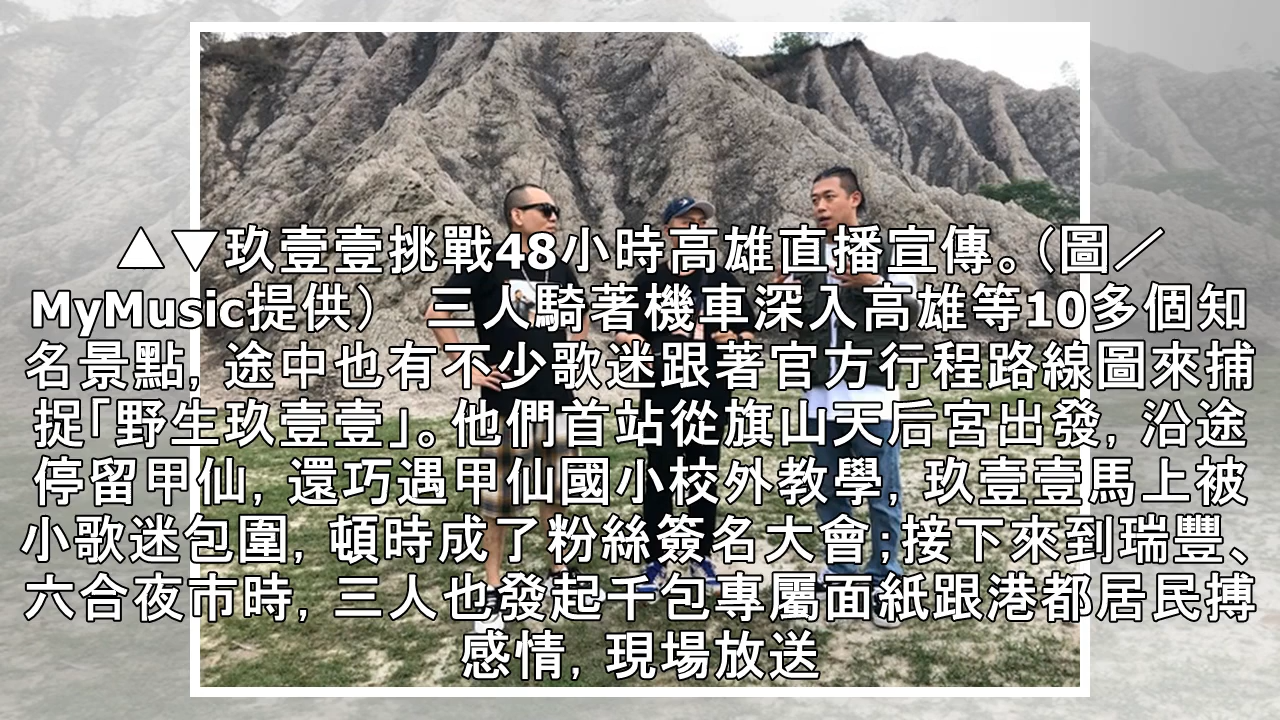 ▲▼玖壹壹挑戰48小時高雄直播宣傳。（圖／
MyMusic提供） 三人騎著機車深入高雄等10多個知
名景點，途中也有不少歌迷跟著官方行程路線圖來捕
捉「野生玖壹壹」。他們首站從旗山天后宮出發，沿途
停留甲仙，還巧遇甲仙國小校外教學，玖壹壹馬上被
小歌迷包圍，頓時成了粉絲簽名大會；接下來到瑞豐、
六合夜市時，三人也發起千包專屬面紙跟港都居民搏
感情，現場放送